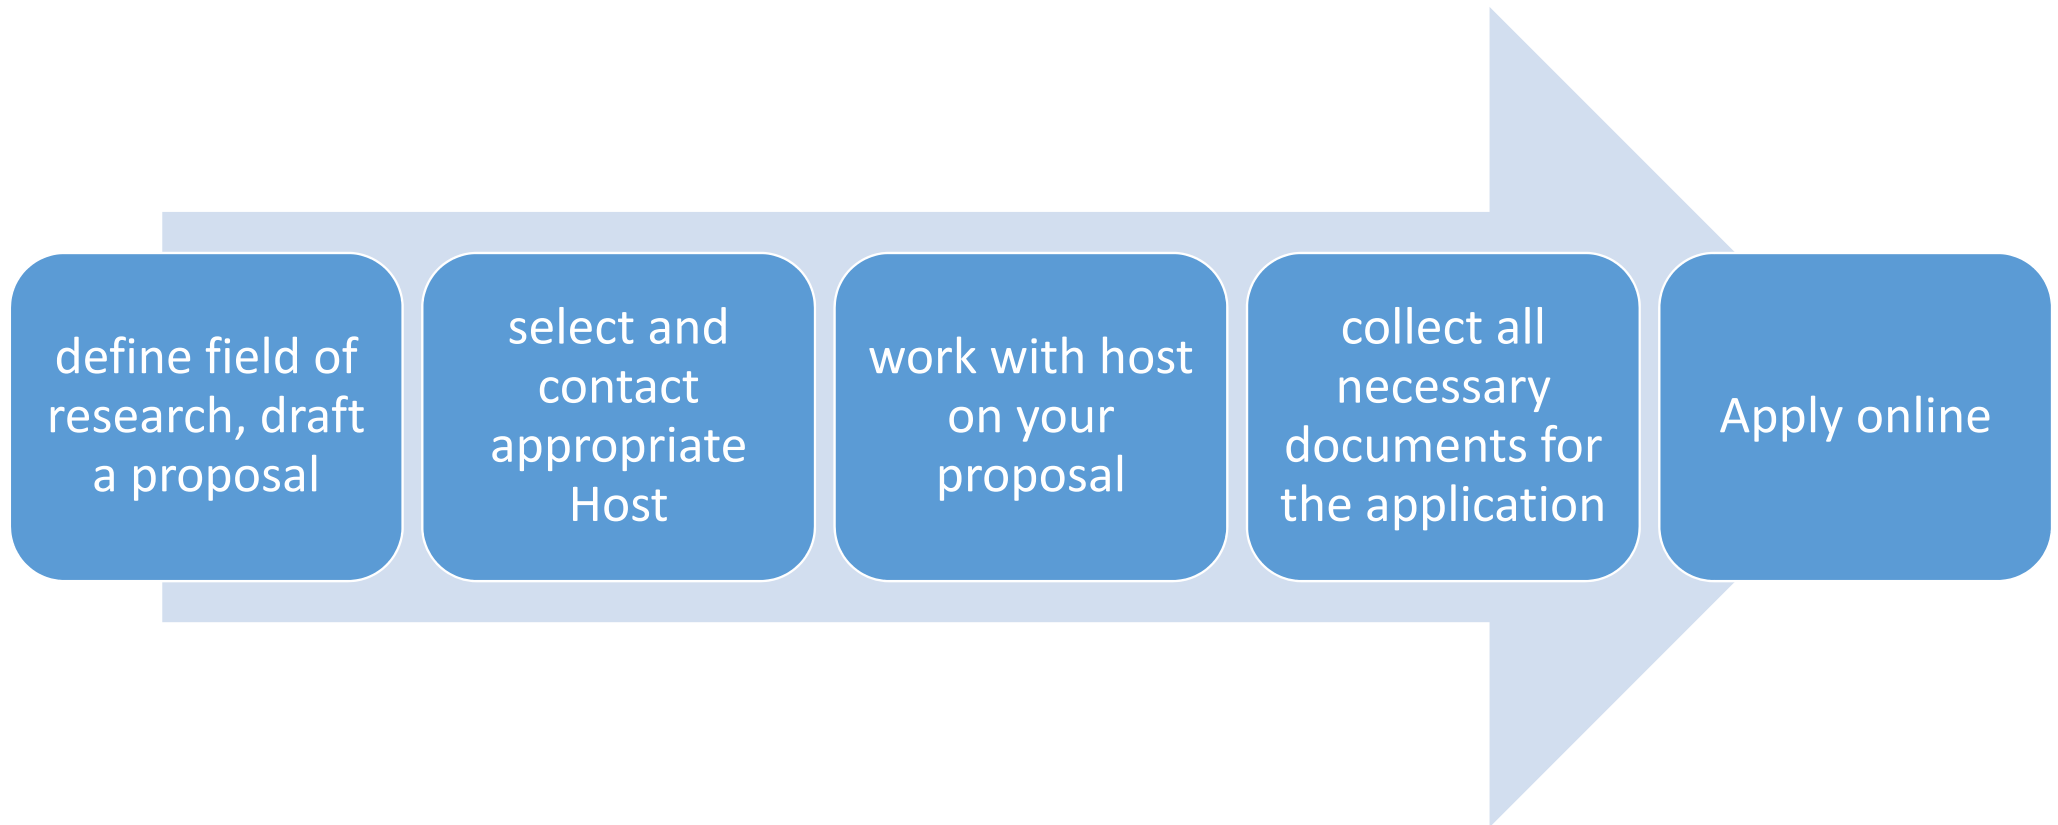 define field of
research, draft
a proposal
select and
contact
appropriate
Host
work with host
on your
proposal
collect all
necessary
documents for
the application
Apply online